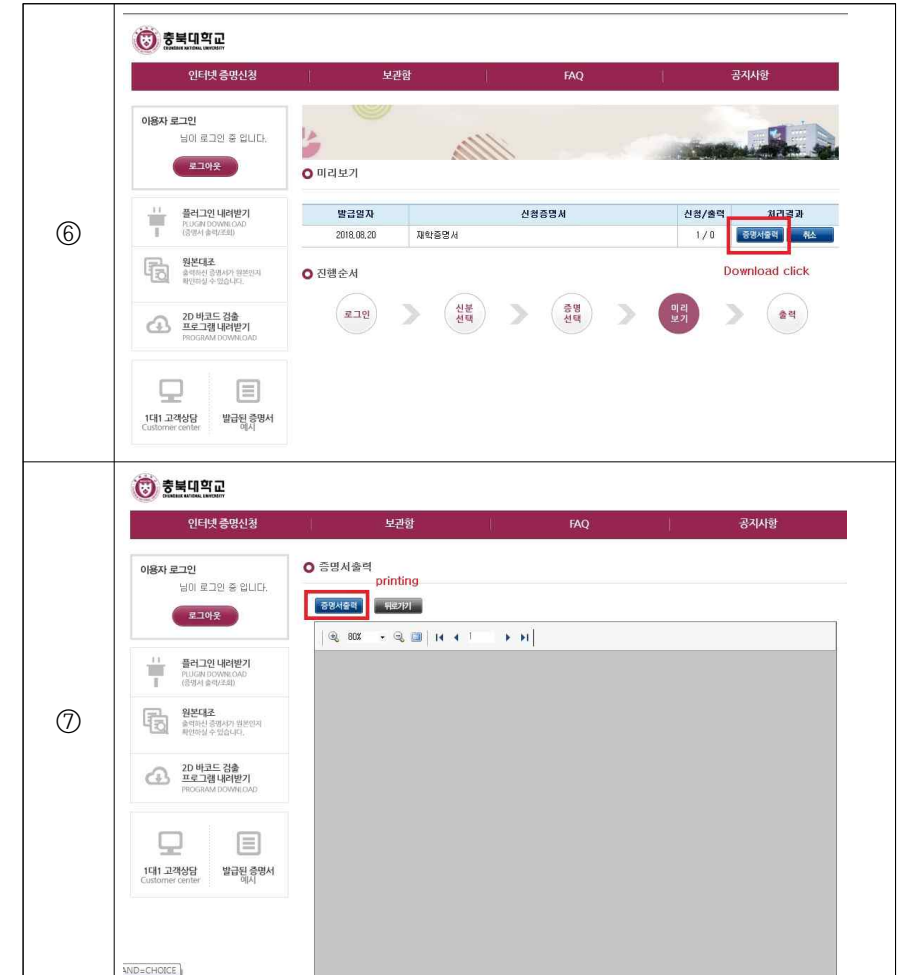 ⑥
충북대학교
CHUNGBUK NATIONAL UNIVERSITY
인터넷 증명신청 보관함 FAQ 공지사항
이용자 로그인
님이 로그인 중 입니다.
로그아웃
미리보기
플러그인 내려받기
PLUGIN DOWNLOAD
(증명서 출력/조회)
발급일자 신청증명서 신청/출력 처리결과
2018.08.20 재학증명서 1 / 0 증명서출력 취소
Download click
원본대조
출력하신 증명서가 원본인지
확인하실 수 있습니다.
진행순서
로그인
신분
선택
증명
선택
미리
보기
출력
2D 바코드 검출
프로그램 내려받기
PROGRAM DOWNLOAD
1대1 고객상담
Customer center
발급된 증명서
예시
⑦
충북대학교
CHUNGBUK NATIONAL UNIVERSITY
인터넷 증명신청 보관함 FAQ 공지사항
이용자 로그인
님이 로그인 중 입니다.
로그아웃
증명서출력
printing
증명서출력 뒤로가기
80% 1
플러그인 내려받기
PLUGIN DOWNLOAD
(증명서 출력/조회)
원본대조
출력하신 증명서가 원본인지
확인하실 수 있습니다.
2D 바코드 검출
프로그램 내려받기
PROGRAM DOWNLOAD
1대1 고객상담
Customer center
발급된 증명서
예시
AND=CHOICE